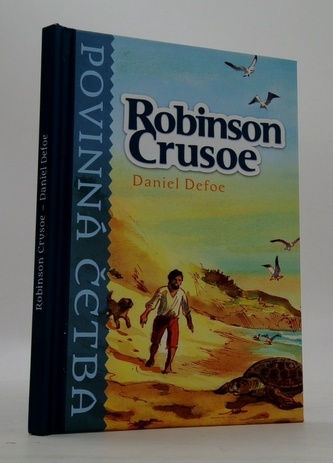 Robinson
Crusoe
Daniel Defoe
POVINNÁ ČETBA
Robinson Crusoe – Daniel Defoe